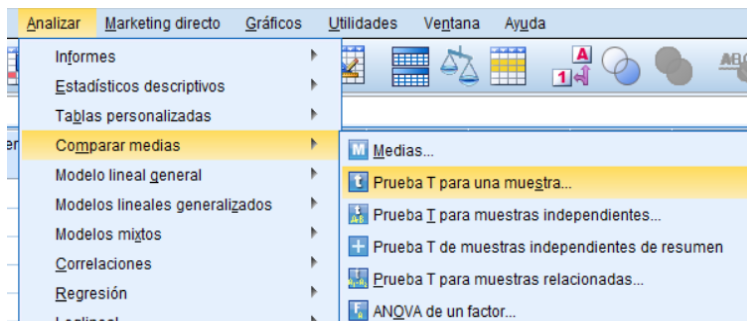 Analizar Marketing directo Gráficos Utilidades Ventana Ayuda
Informes
Estadísticos descriptivos
Tablas personalizadas
Comparar medias
Modelo lineal general
Modelos lineales generalizados
Modelos mixtos
Correlaciones
Regresión
Medias...
Prueba T para una muestra...
Prueba T para muestras independientes...
Prueba T de muestras independientes de resumen
Prueba T para muestras relacionadas...
ANOVA de un factor...